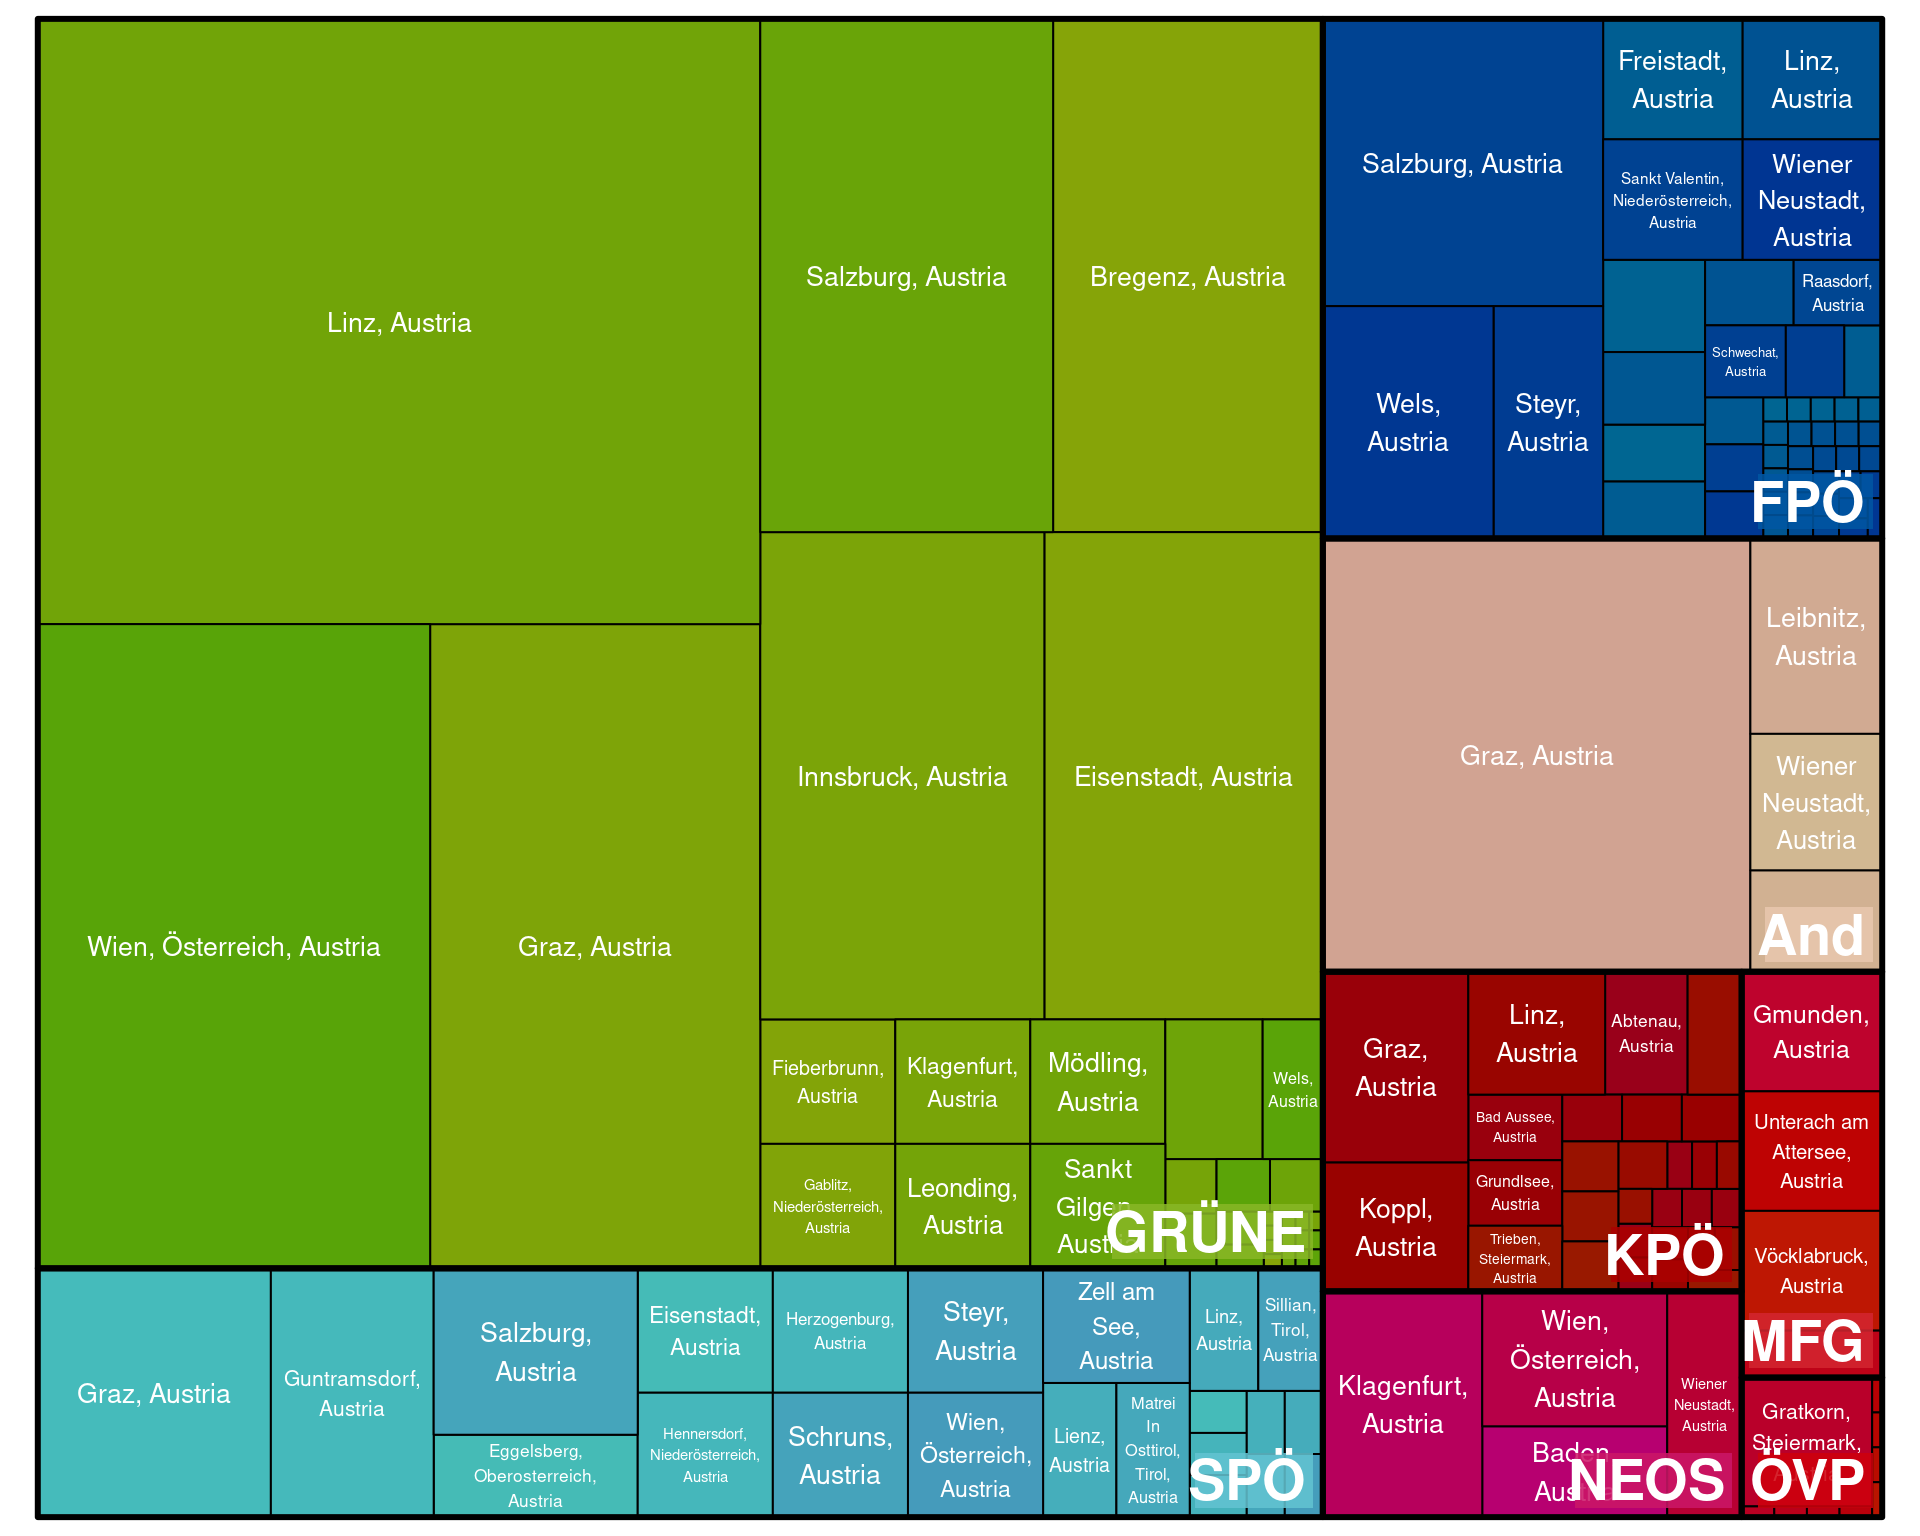 Linz, Austria
Salzburg, Austria
Bregenz, Austria
Wien, Österreich, Austria
Graz, Austria
Innsbruck, Austria
Eisenstadt, Austria
Fieberbrunn,
Austria
Klagenfurt,
Austria
Mödling,
Austria
Wels,
Austria
Gablitz,
Niederösterreich,
Austria
Leonding,
Austria
Sankt
Gilgen,
Austria
GRÜNE
Graz, Austria
Guntramsdorf,
Austria
Salzburg,
Austria
Eggelsberg,
Oberosterreich,
Austria
Eisenstadt,
Austria
Hennersdorf,
Niederösterreich,
Austria
Herzogenburg,
Austria
Schruns,
Austria
Steyr,
Austria
Wien,
Österreich,
Austria
Zell am
See,
Austria
Lienz,
Austria
Matrei
In
Osttirol,
Tirol,
Austria
Linz,
Austria
Sillian,
Tirol,
Austria
SPÖ
Salzburg, Austria
Freistadt,
Austria
Linz,
Austria
Sankt Valentin,
Niederösterreich,
Austria
Wiener
Neustadt,
Austria
Wels,
Austria
Steyr,
Austria
Raasdorf,
Austria
Schwechat,
Austria
FPÖ
Graz, Austria
Leibnitz,
Austria
Wiener
Neustadt,
Austria
And
Graz,
Austria
Linz,
Austria
Abtenau,
Austria
Bad Aussee,
Austria
Koppl,
Austria
Grundlsee,
Austria
Trieben,
Steiermark,
Austria
KPÖ
Gmunden,
Austria
Unterach am
Attersee,
Austria
Vöcklabruck,
Austria
MFG
Klagenfurt,
Austria
Wien,
Österreich,
Austria
Wiener
Neustadt,
Austria
Baden,
Austria
NEOS
Gratkorn,
Steiermark,
ÖVP